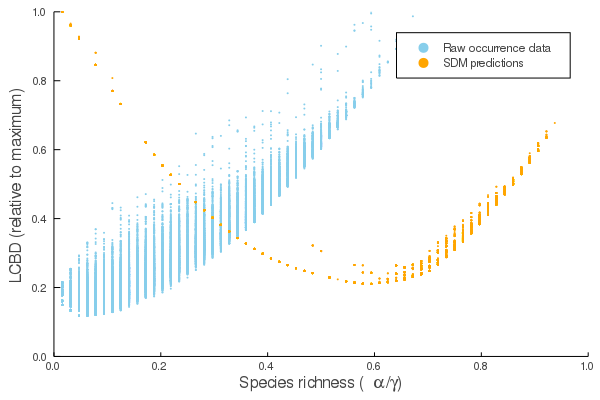 1.0
0.8
0.6
0.4
0.2
0.0
LCBD (relative to maximum)
Raw occurrence data
SDM predictions
0.0 0.2 0.4 0.6 0.8 1.0
Species richness ( α/γ)